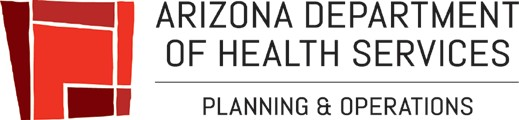 ARIZONA DEPARTMENT
OF HEALTH SERVICES
PLANNING & OPERATIONS